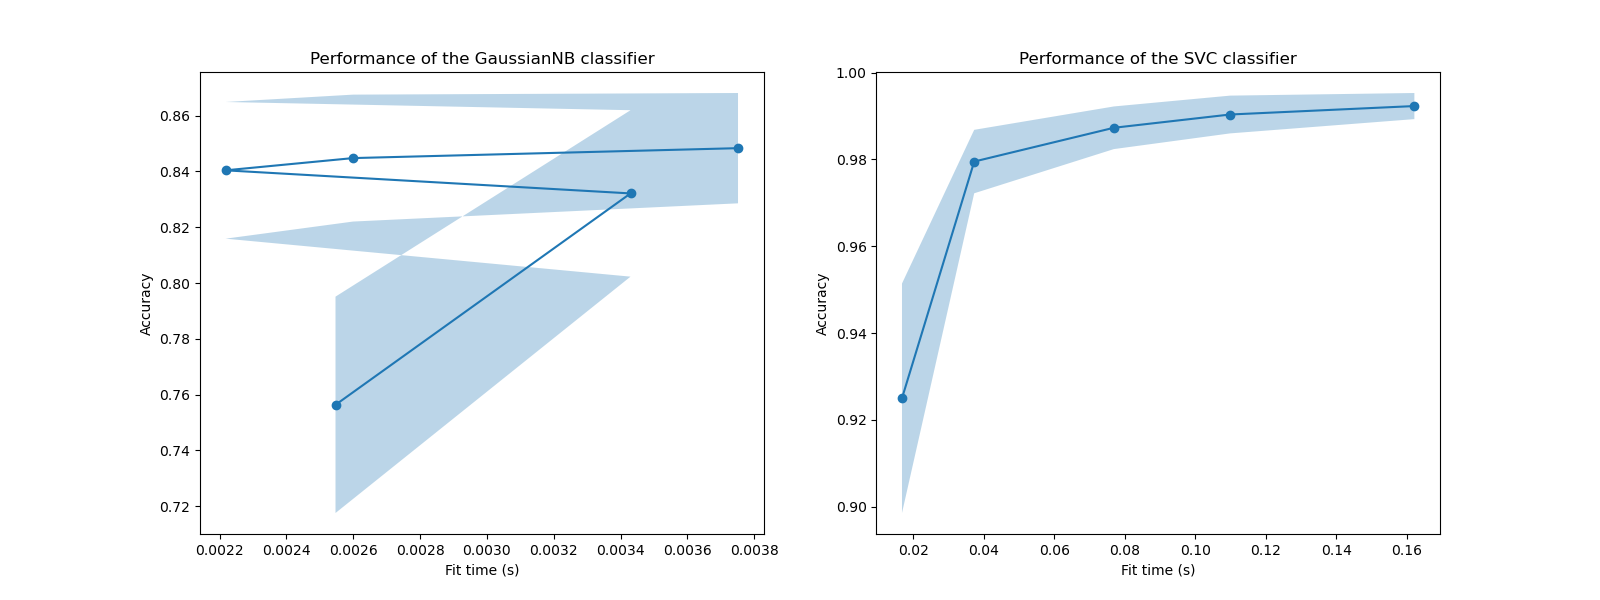 Performance of the GaussianNB classifier
Accuracy
0.86
0.84
0.82
0.80
0.78
0.76
0.74
0.72
0.0022 0.0024 0.0026 0.0028 0.0030 0.0032 0.0034 0.0036 0.0038
Fit time (s)
Performance of the SVC classifier
Accuracy
1.00
0.98
0.96
0.94
0.92
0.90
0.02 0.04 0.06 0.08 0.10 0.12 0.14 0.16
Fit time (s)